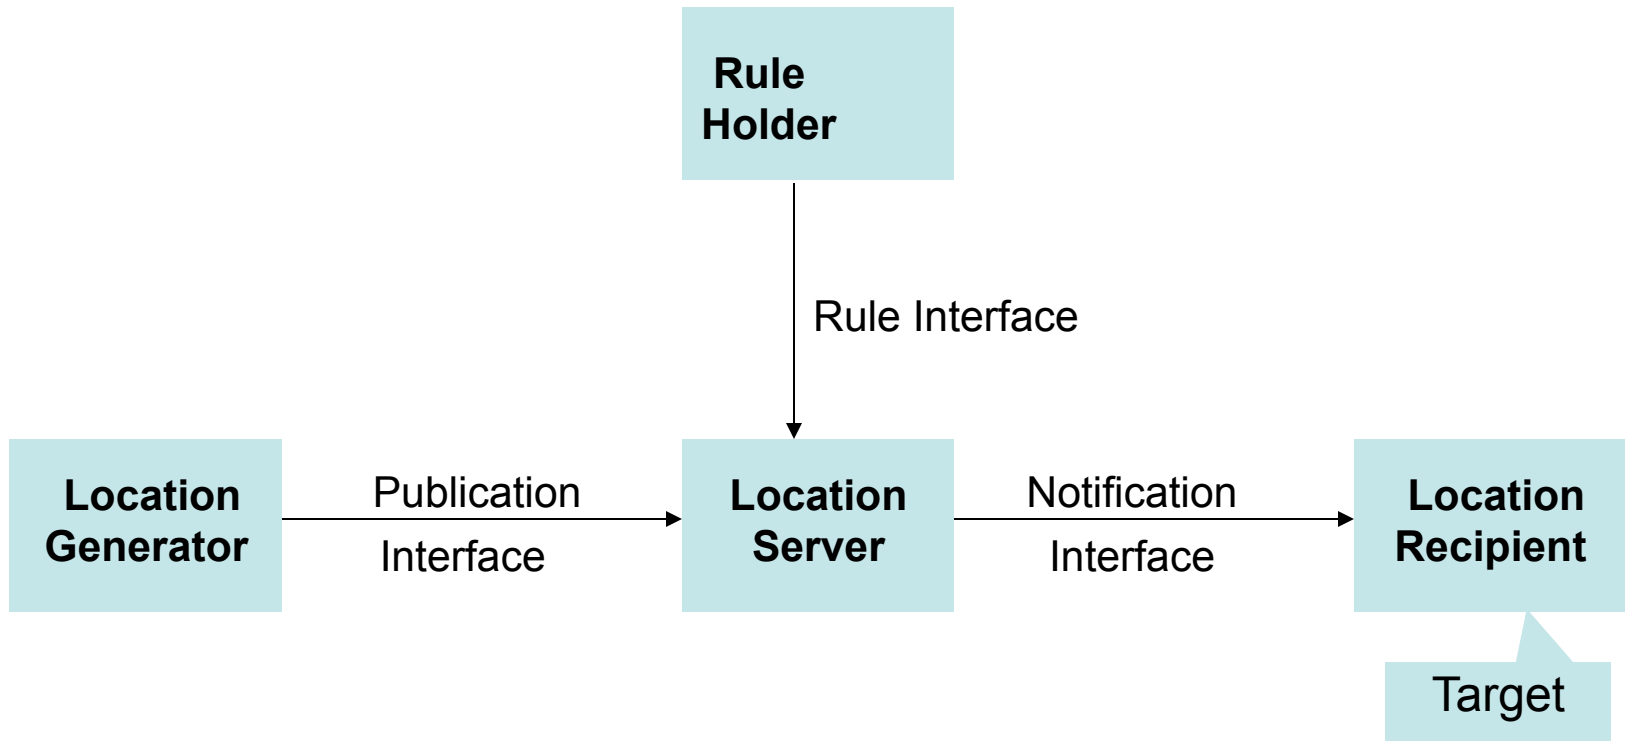 Rule
Holder
Rule Interface
Location
Generator
Publication
Interface
Location
Server
Notification
Interface
Location
Recipient
Target